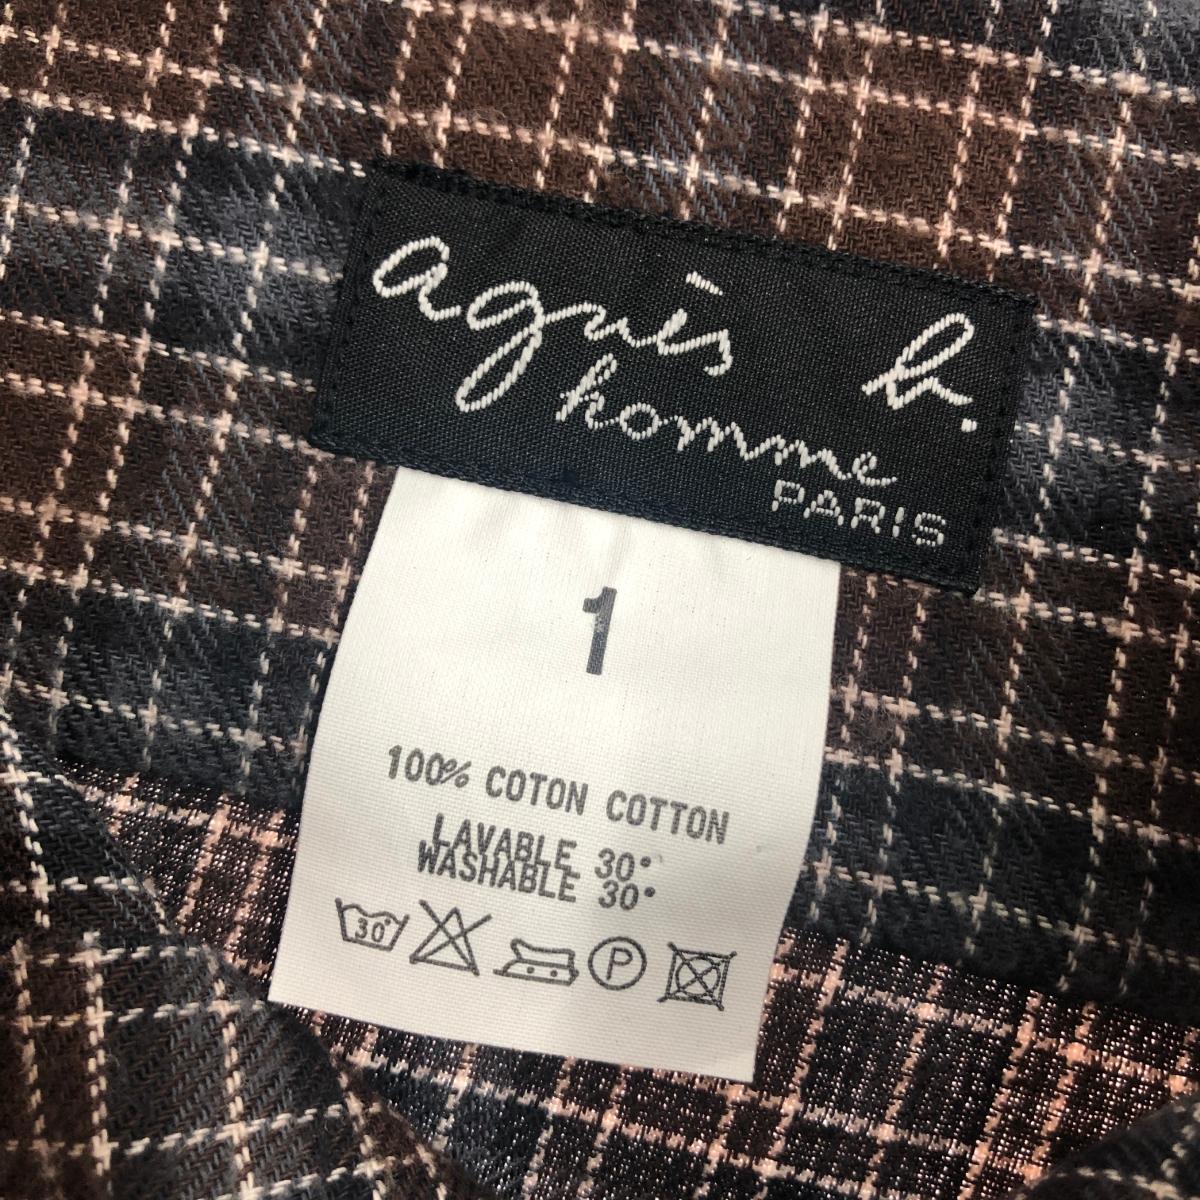 agnès b.
homme
PARIS
1
100% COTON COTTON
LAVABLE 30°
WASHABLE 30°
30° P